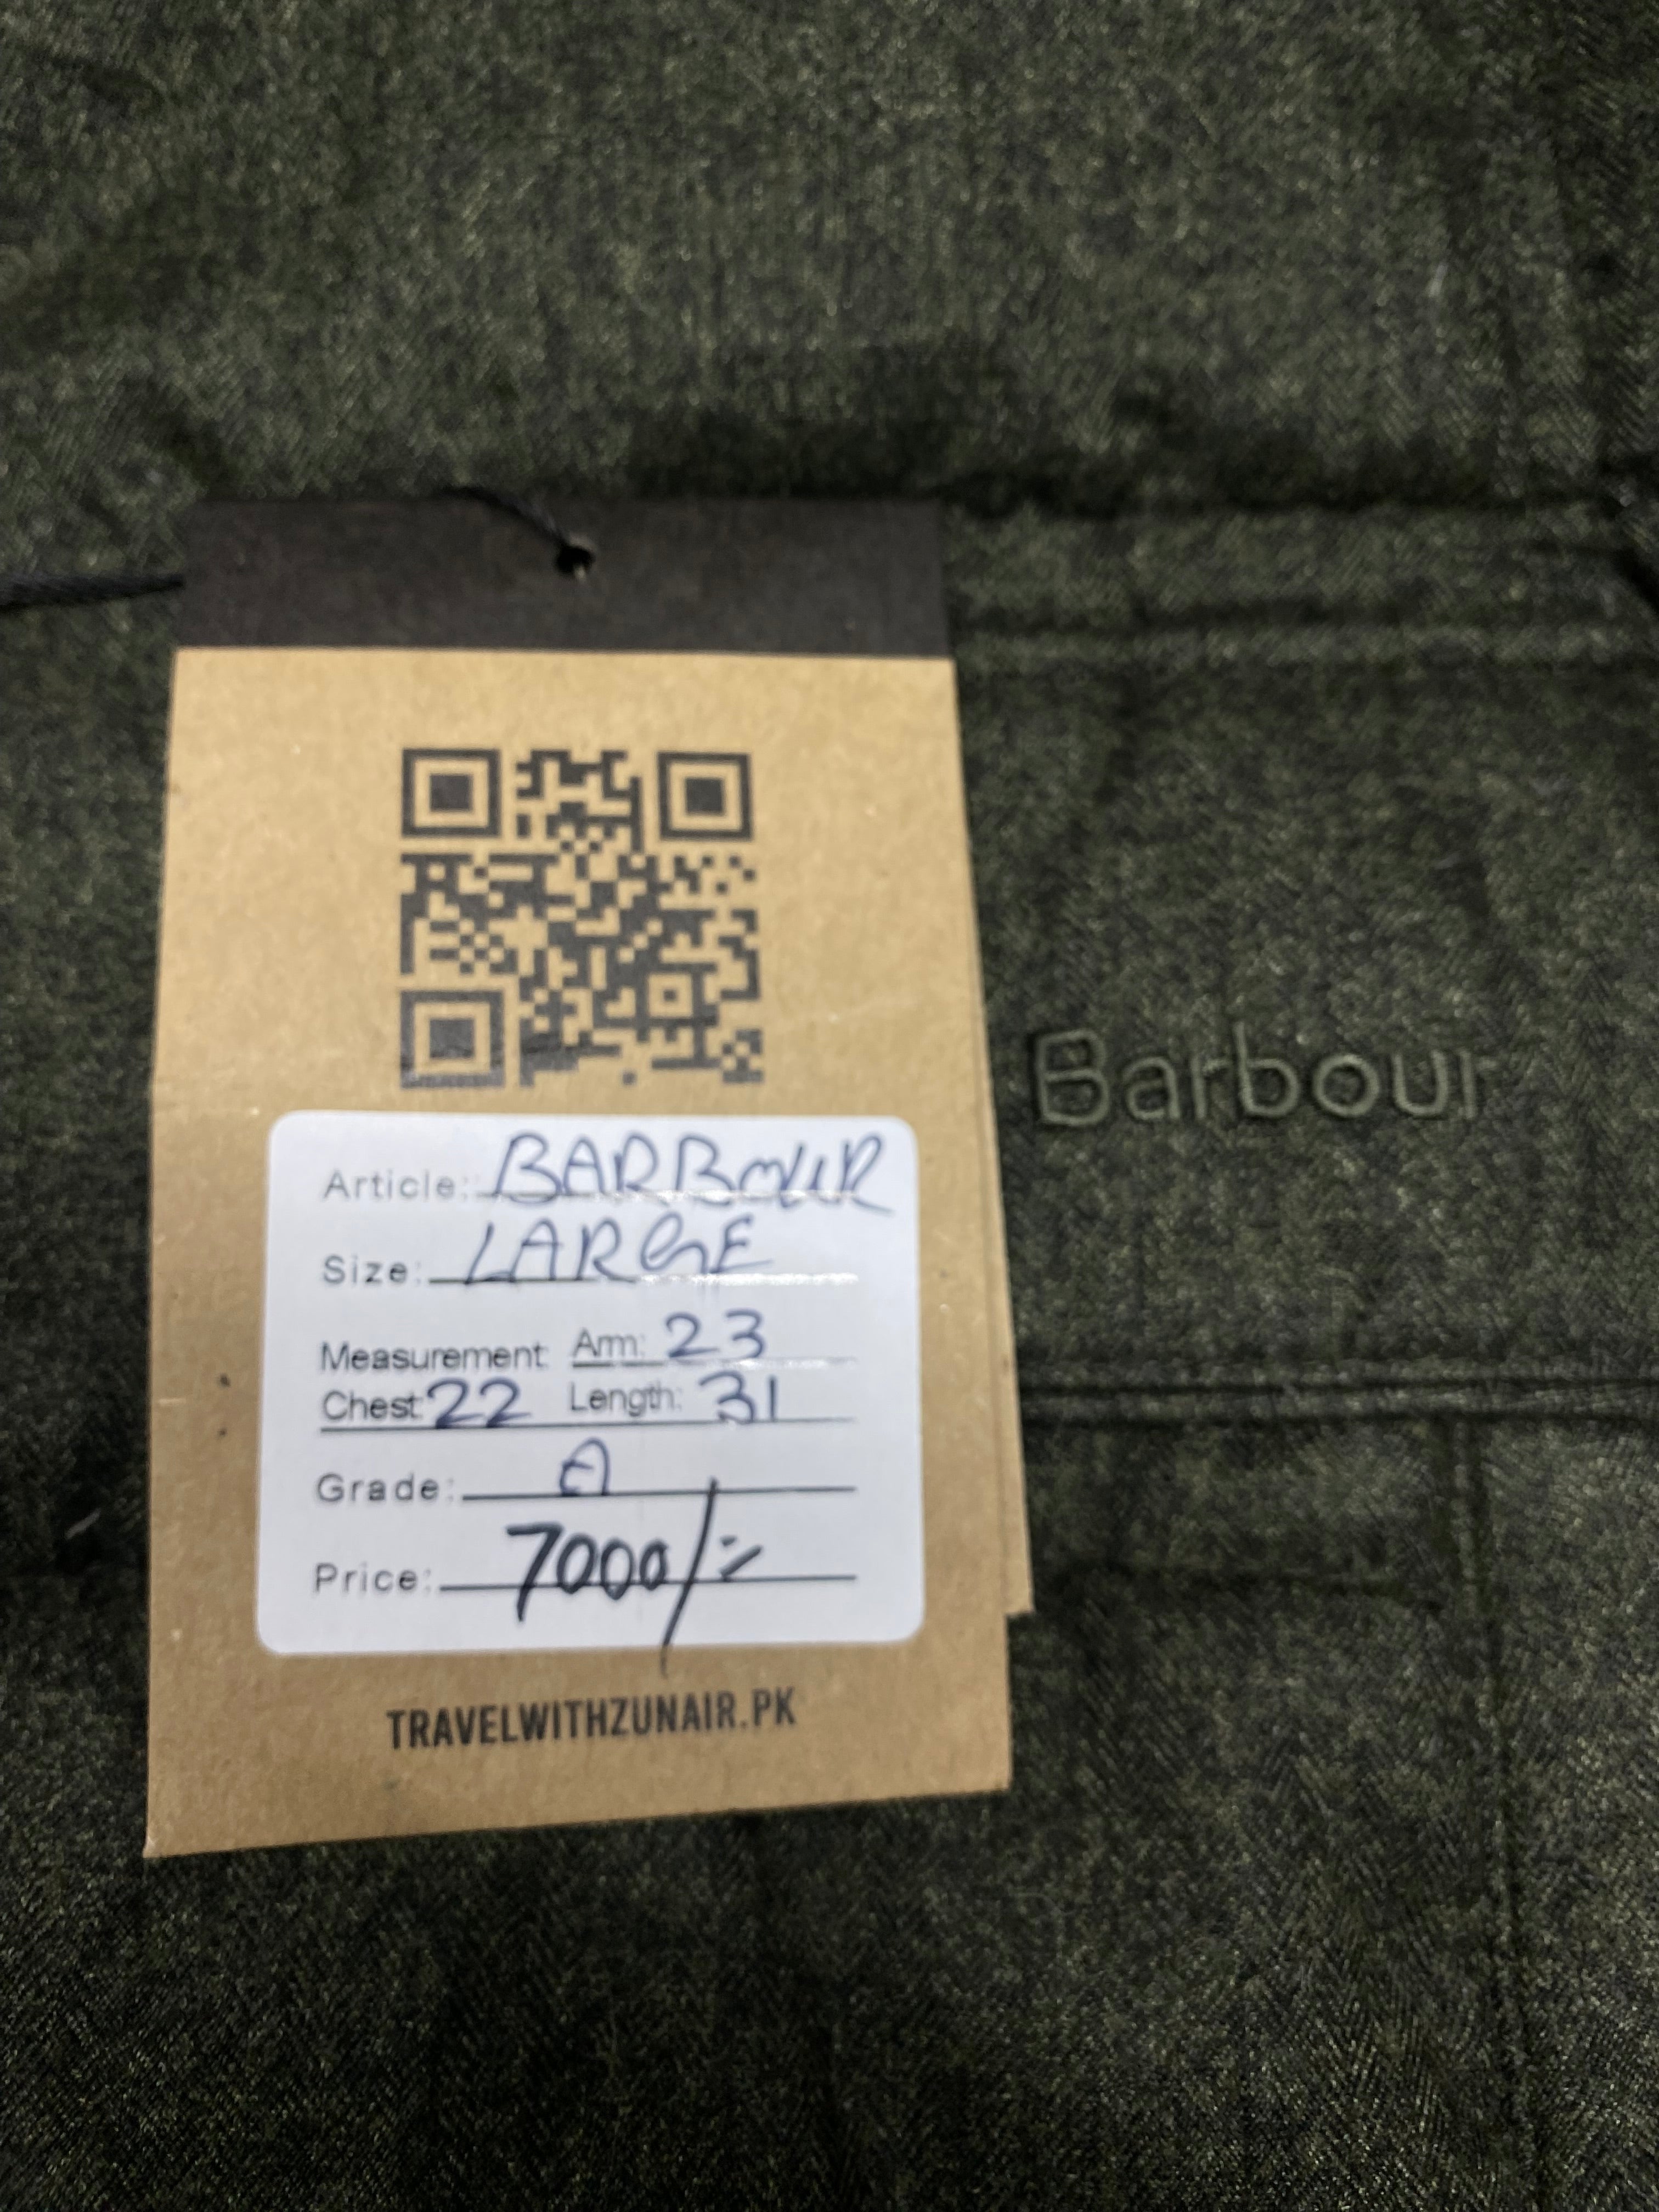 Barbour
Article: BARBOUR
Size: LARGE
Measurement: Arm: 23
Chest: 22 Length: 31
Grade: A
Price: 7000/=
TRAVELWITHZUNAIR.PK